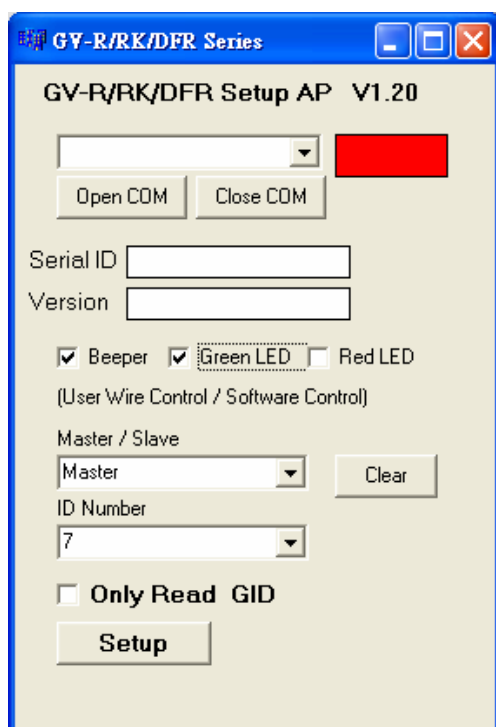 GV-R/RK/DFR Series
GV-R/RK/DFR Setup AP V1.20
Open COM Close COM
Serial ID
Version
Beeper Green LED Red LED
(User Wire Control / Software Control)
Master / Slave
Master Clear
ID Number
7
Only Read GID
Setup